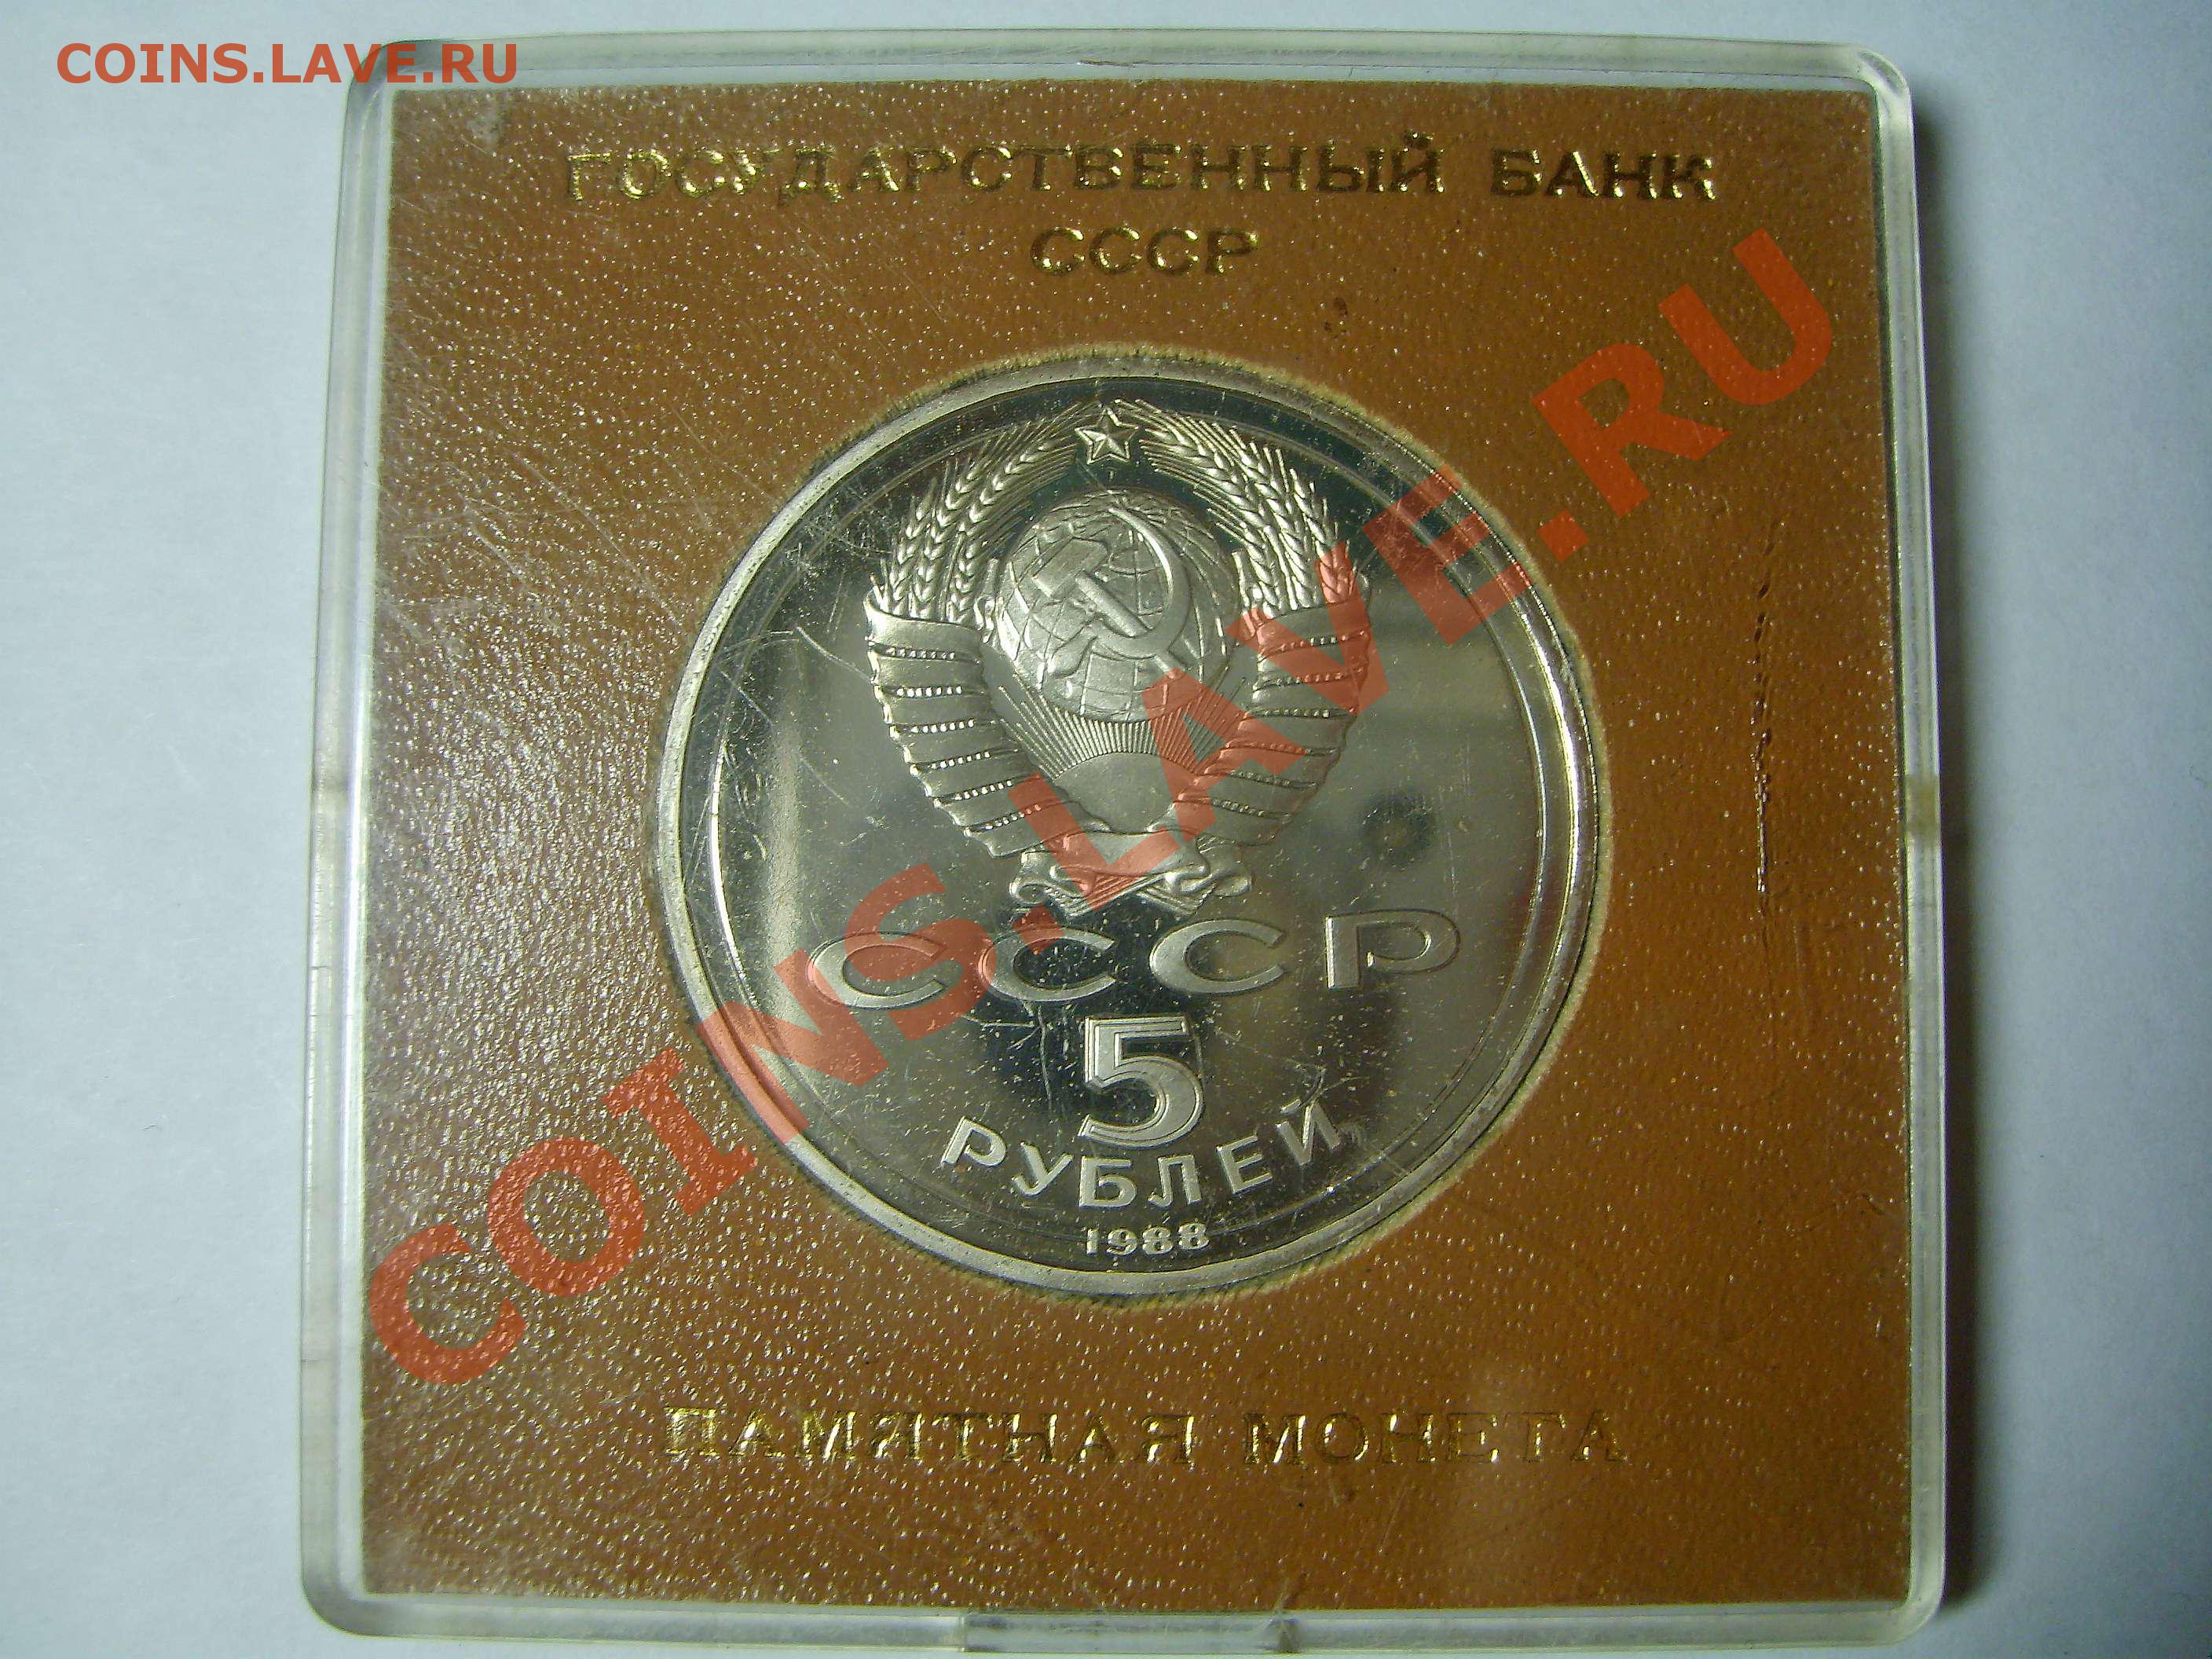 COINS.LAVE.RU
ГОСУДАРСТВЕННЫЙ БАНК
СССР
COINS.LAVE.RU
СССР
5
РУБЛЕЙ
1988
ПАМЯТНАЯ МОНЕТА